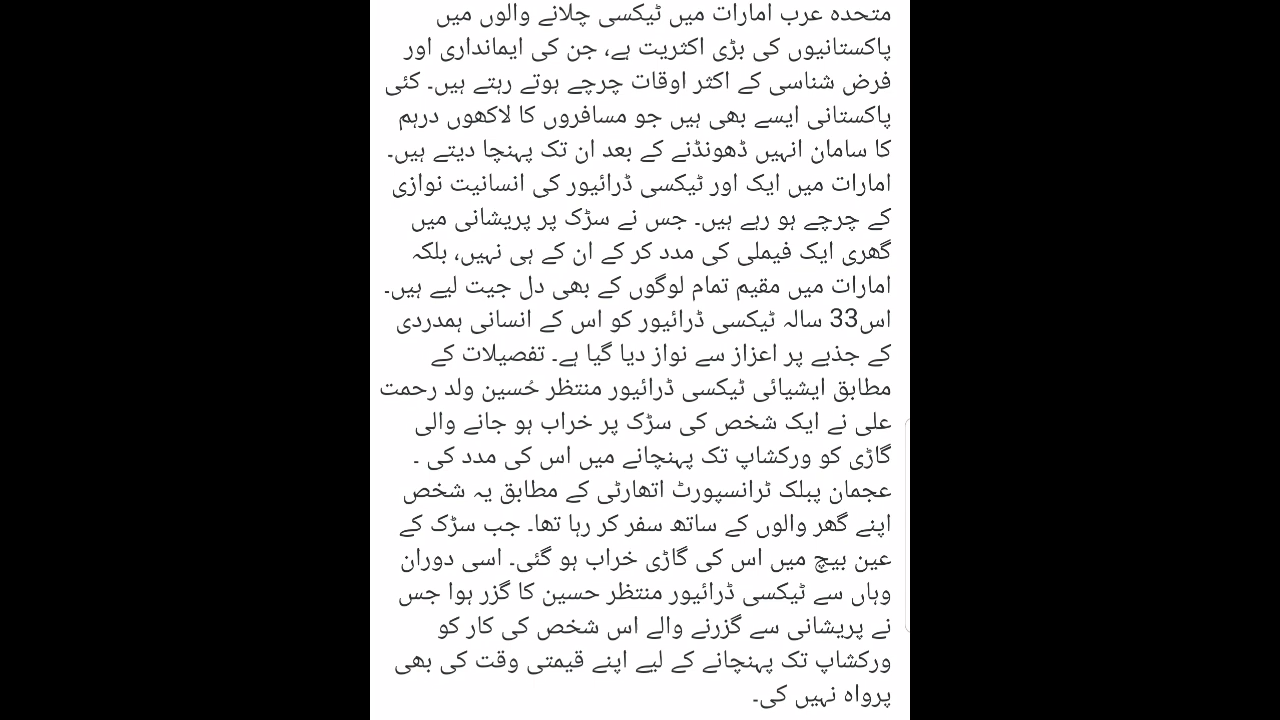 متحدہ عرب امارات میں ٹیکسی چلانے والوں میں
پاکستانیوں کی بڑی اکثریت ہے، جن کی ایمانداری اور
فرض شناسی کے اکثر اوقات چرچے ہوتے رہتے ہیں۔ کئی
پاکستانی ایسے بھی ہیں جو مسافروں کا لاکھوں درہم
کا سامان انہیں ڈھونڈنے کے بعد ان تک پہنچا دیتے ہیں۔
امارات میں ایک اور ٹیکسی ڈرائیور کی انسانیت نوازی
کے چرچے ہو رہے ہیں۔ جس نے سڑک پر پریشانی میں
گھری ایک فیملی کی مدد کر کے ان کے ہی نہیں، بلکہ
امارات میں مقیم تمام لوگوں کے بھی دل جیت لیے ہیں۔
اس33 سالہ ٹیکسی ڈرائیور کو اس کے انسانی ہمدردی
کے جذبے پر اعزاز سے نواز دیا گیا ہے۔ تفصیلات کے
مطابق ایشیائی ٹیکسی ڈرائیور منتظر حُسین ولد رحمت
علی نے ایک شخص کی سڑک پر خراب ہو جانے والی
گاڑی کو ورکشاپ تک پہنچانے میں اس کی مدد کی ۔
عجمان پبلک ٹرانسپورٹ اتھارٹی کے مطابق یہ شخص
اپنے گھر والوں کے ساتھ سفر کر رہا تھا۔ جب سڑک کے
عین بیچ میں اس کی گاڑی خراب ہو گئی۔ اسی دوران
وہاں سے ٹیکسی ڈرائیور منتظر حسین کا گزر ہوا جس
نے پریشانی سے گزرنے والے اس شخص کی کار کو
ورکشاپ تک پہنچانے کے لیے اپنے قیمتی وقت کی بھی
پرواہ نہیں کی۔